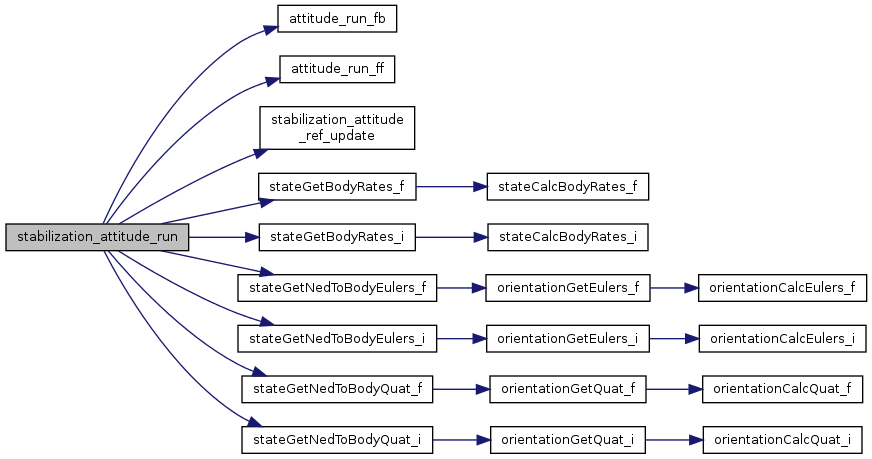 attitude_run_fb
attitude_run_ff
stabilization_attitude
_ref_update
stateGetBodyRates_f
stateCalcBodyRates_f
stabilization_attitude_run
stateGetBodyRates_i
stateCalcBodyRates_i
stateGetNedToBodyEulers_f
orientationGetEulers_f
orientationCalcEulers_f
stateGetNedToBodyEulers_i
orientationGetEulers_i
orientationCalcEulers_i
stateGetNedToBodyQuat_f
orientationGetQuat_f
orientationCalcQuat_f
stateGetNedToBodyQuat_i
orientationGetQuat_i
orientationCalcQuat_i